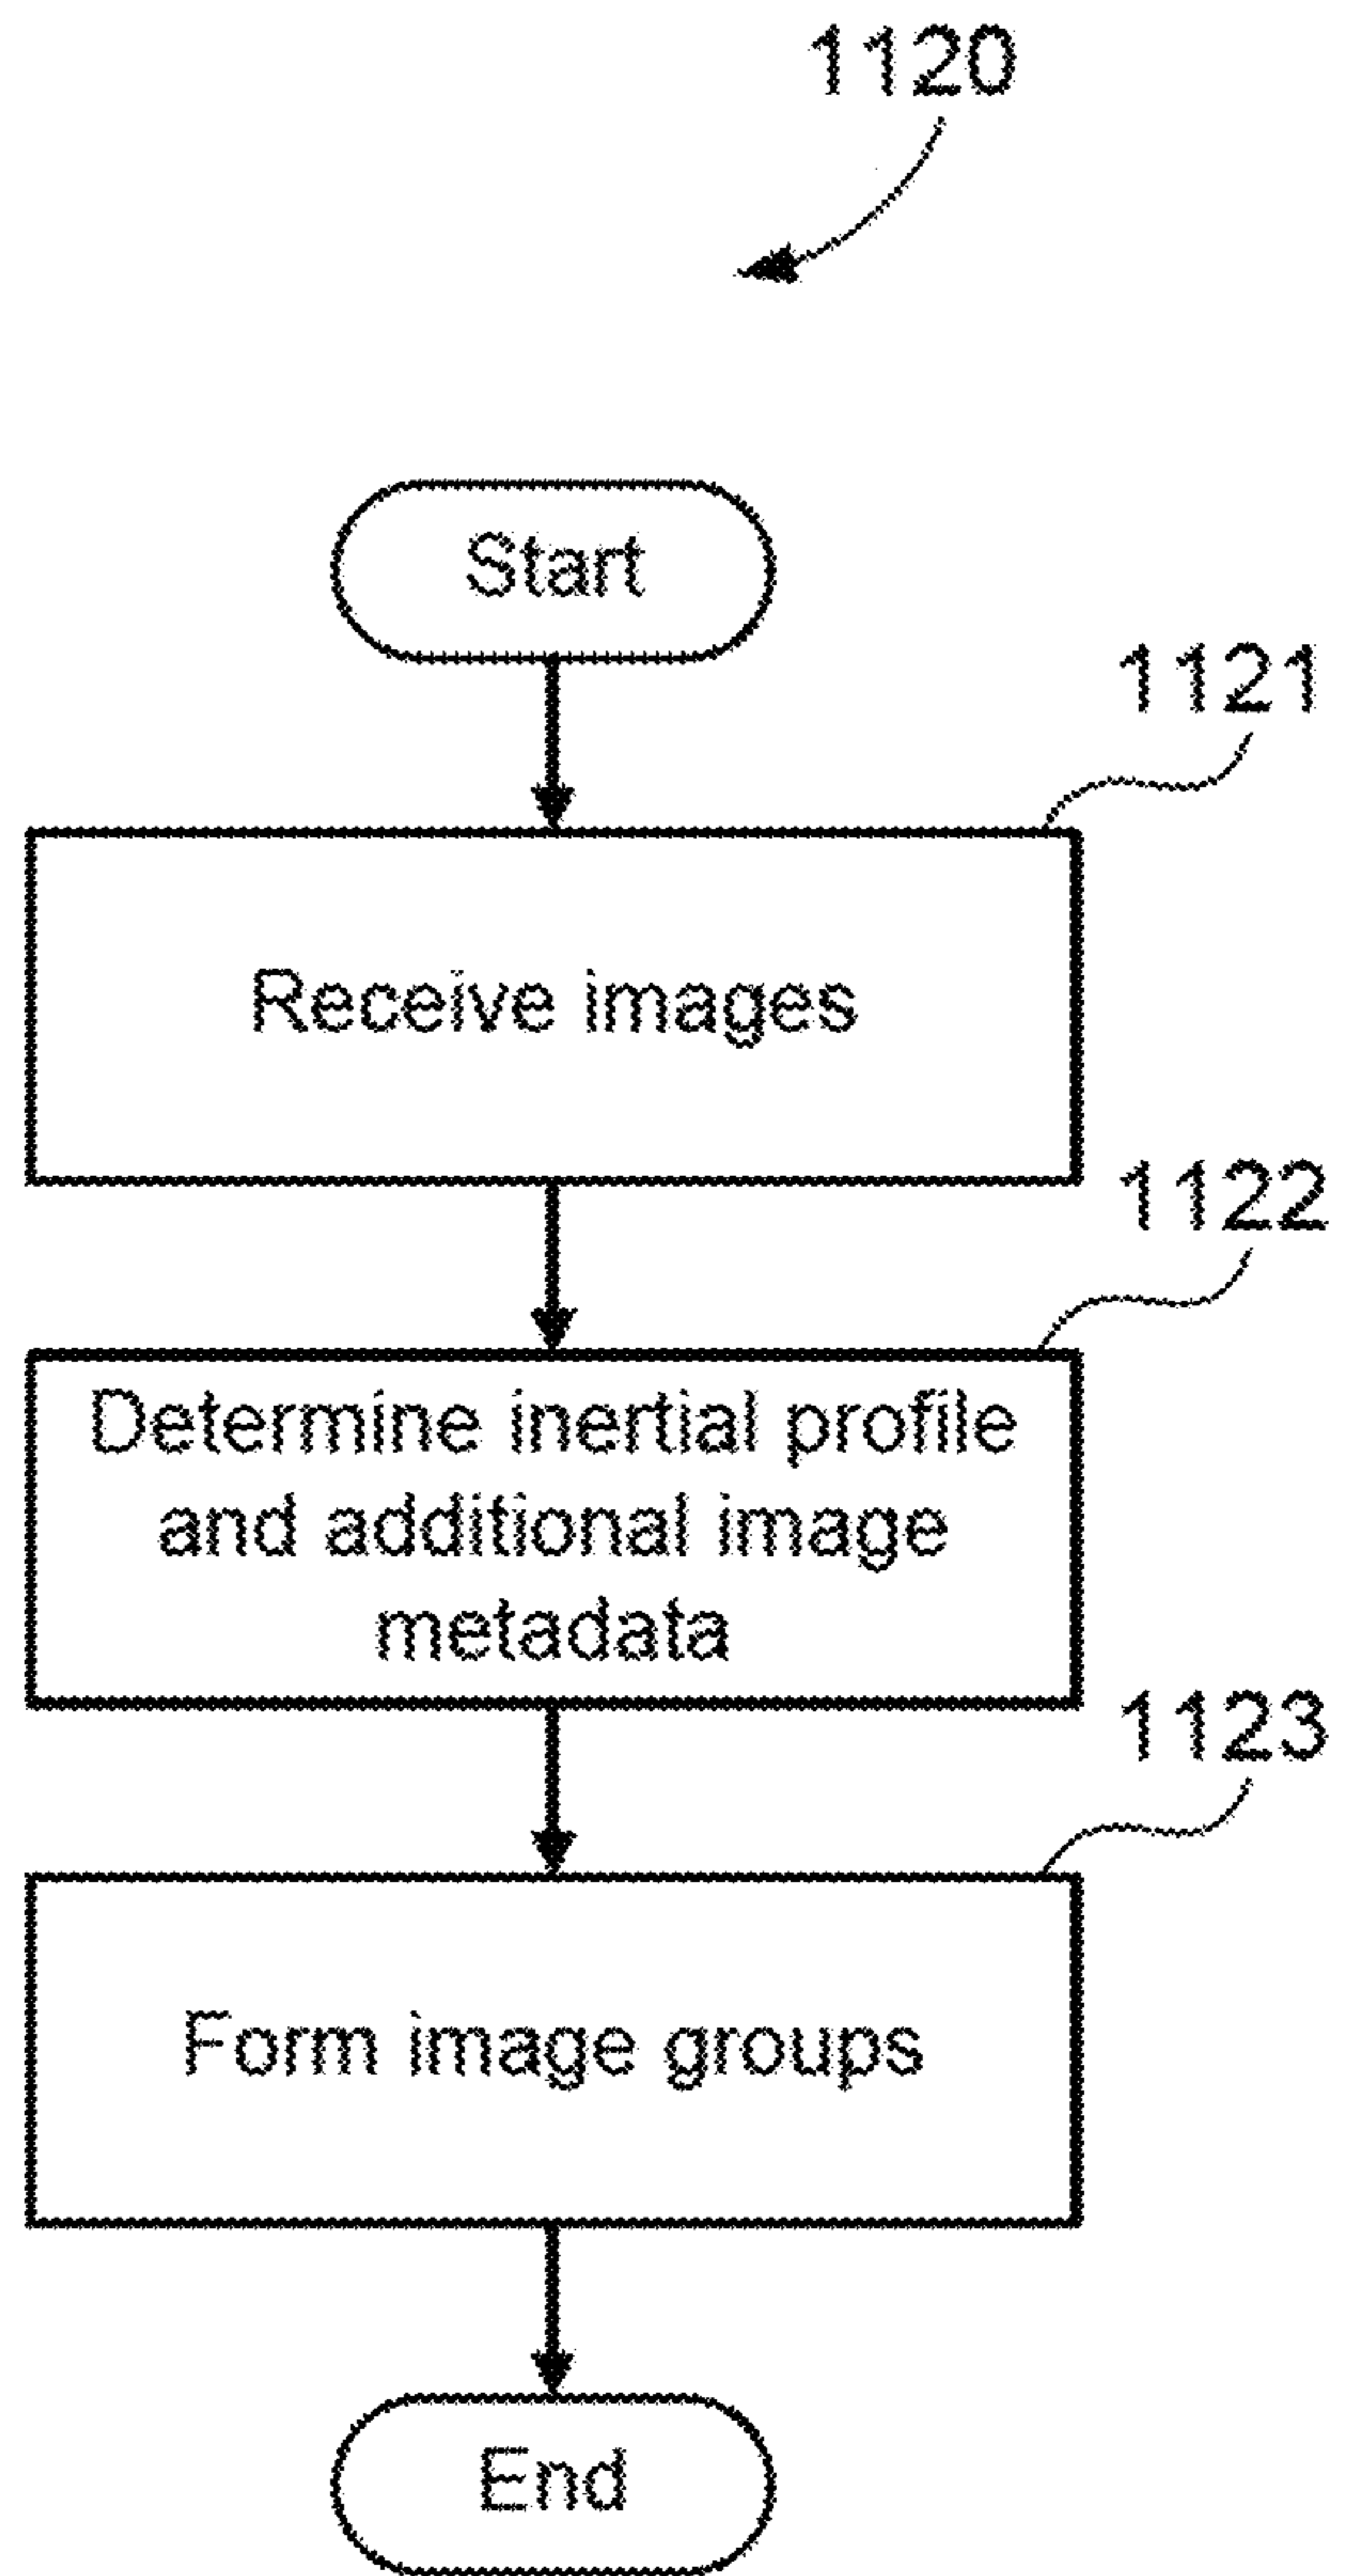 1120
Start
1121
Receive images
1122
Determine inertial profile
and additional image
metadata
1123
Form image groups
End